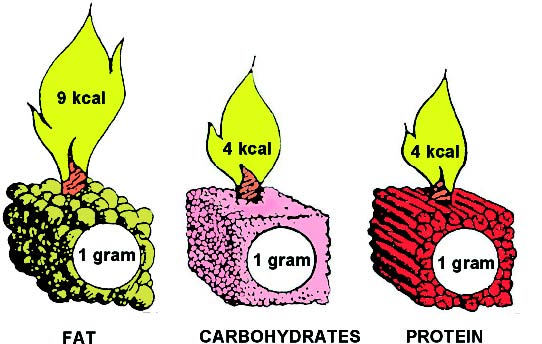 9 kcal
4 kcal
4 kcal
1 gram
1 gram
1 gram
FAT
CARBOHYDRATES
PROTEIN